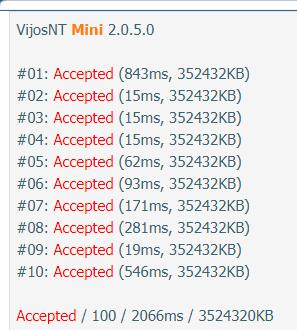 VijosNT Mini 2.0.5.0
#01: Accepted (843ms, 352432KB)
#02: Accepted (15ms, 352432KB)
#03: Accepted (15ms, 352432KB)
#04: Accepted (15ms, 352432KB)
#05: Accepted (62ms, 352432KB)
#06: Accepted (93ms, 352432KB)
#07: Accepted (171ms, 352432KB)
#08: Accepted (281ms, 352432KB)
#09: Accepted (19ms, 352432KB)
#10: Accepted (546ms, 352432KB)
Accepted / 100 / 2066ms / 3524320KB